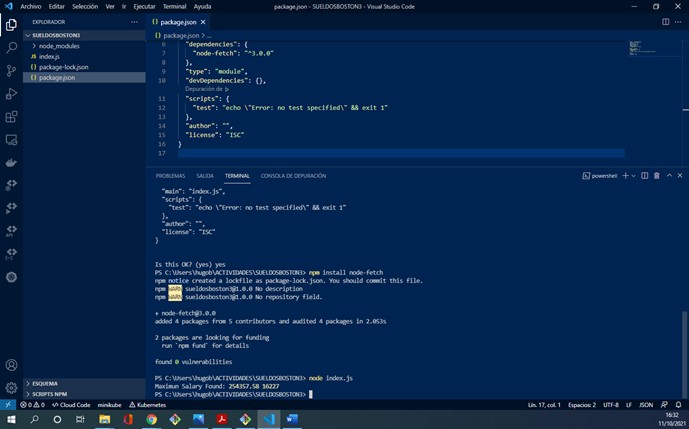 Archivo Editar Selección Ver Ir Ejecutar Terminal Ayuda
package.json - SUELDOSBOSTON3 - Visual Studio Code
EXPLORADOR
SUELDOSBOSTON3
node_modules
index.js
package-lock.json
package.json
ESQUEMA
SCRIPTS NPM
package.json
package.json > ...
6 "dependencies": {
7 "node-fetch": "^3.0.0"
8 },
9 "type": "module",
10 "devDependencies": {},
Depuración de
11 "scripts": {
12 "test": "echo \"Error: no test specified\" && exit 1"
13 },
14 "author": "",
15 "license": "ISC"
16 }
17
PROBLEMAS SALIDA TERMINAL CONSOLA DE DEPURACIÓN
powershell
"main": "index.js",
"scripts": {
"test": "echo \"Error: no test specified\" && exit 1"
},
"author": "",
"license": "ISC"
}
Is this OK? (yes) yes
PS C:\Users\hugob\ACTIVIDADES\SUELDOSBOSTON3> npm install node-fetch
npm notice created a lockfile as package-lock.json. You should commit this file.
npm WARN sueldosboston3@1.0.0 No description
npm WARN sueldosboston3@1.0.0 No repository field.
+ node-fetch@3.0.0
added 4 packages from 5 contributors and audited 4 packages in 2.053s
2 packages are looking for funding
run `npm fund` for details
found 0 vulnerabilities
PS C:\Users\hugob\ACTIVIDADES\SUELDOSBOSTON3> node index.js
Maximun Salary Found: 254357.58 16227
PS C:\Users\hugob\ACTIVIDADES\SUELDOSBOSTON3>
0 0 Cloud Code minikube Kubernetes
Lín. 17, col. 1 Espacios: 2 UTF-8 LF JSON
16:32
11/10/2021